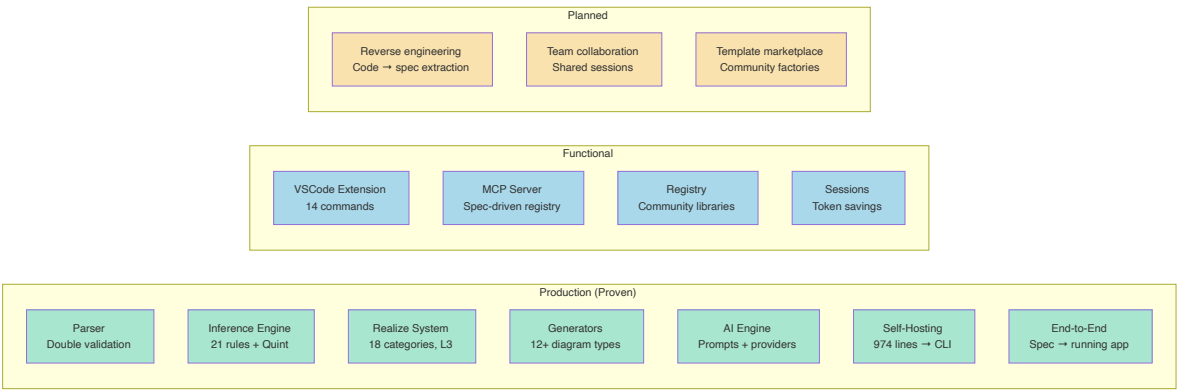 Planned
Reverse engineering
Code → spec extraction
Team collaboration
Shared sessions
Template marketplace
Community factories
Functional
VSCode Extension
14 commands
MCP Server
Spec-driven registry
Registry
Community libraries
Sessions
Token savings
Production (Proven)
Parser
Double validation
Inference Engine
21 rules + Quint
Realize System
18 categories, L3
Generators
12+ diagram types
AI Engine
Prompts + providers
Self-Hosting
974 lines → CLI
End-to-End
Spec → running app